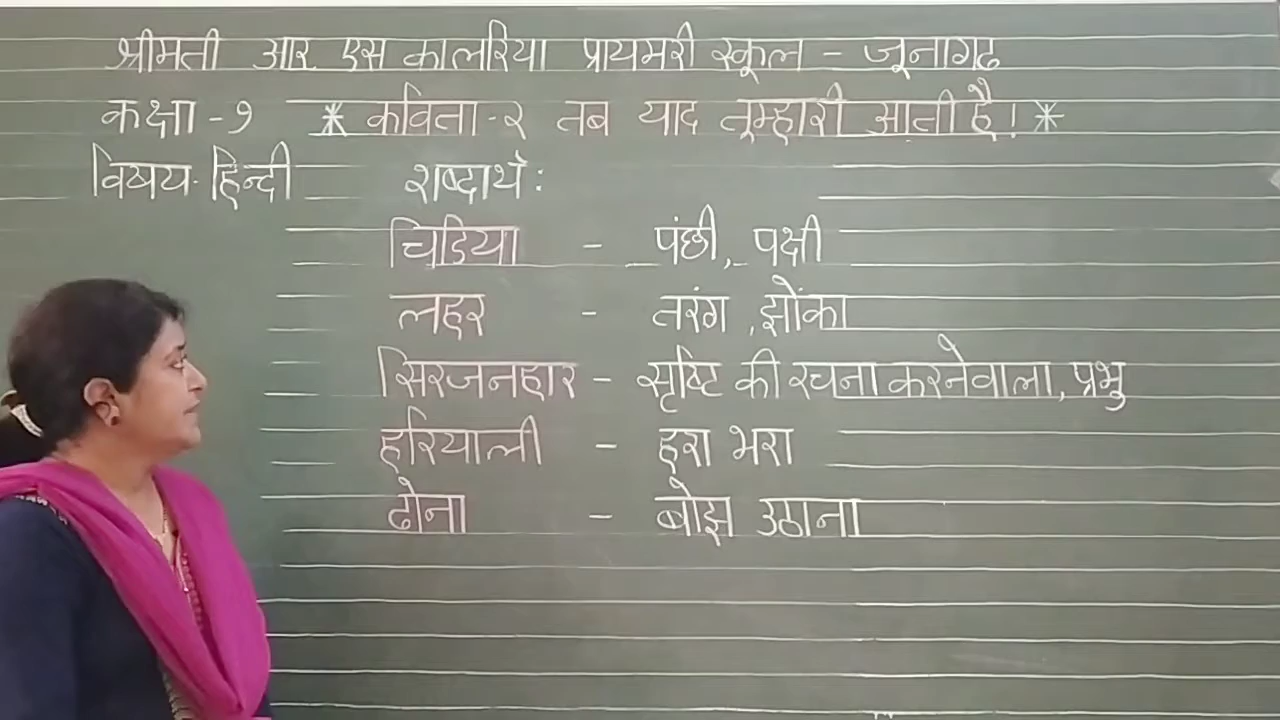 श्रीमती आर. एस कालरिया प्रायमरी स्कूल - जूनागढ
कक्षा - ९ * कविता - २ तब याद तूम्हारी आती है! *
विषय - हिन्दी शब्दार्थ :
चिडिया - पंछी, पक्षी
लहर - तरंग, झोंका
सिरजनहार - सृष्टि की रचना करनेवाला, प्रभु
हरियाली - हरा भरा
ढोना - बोझ उठाना